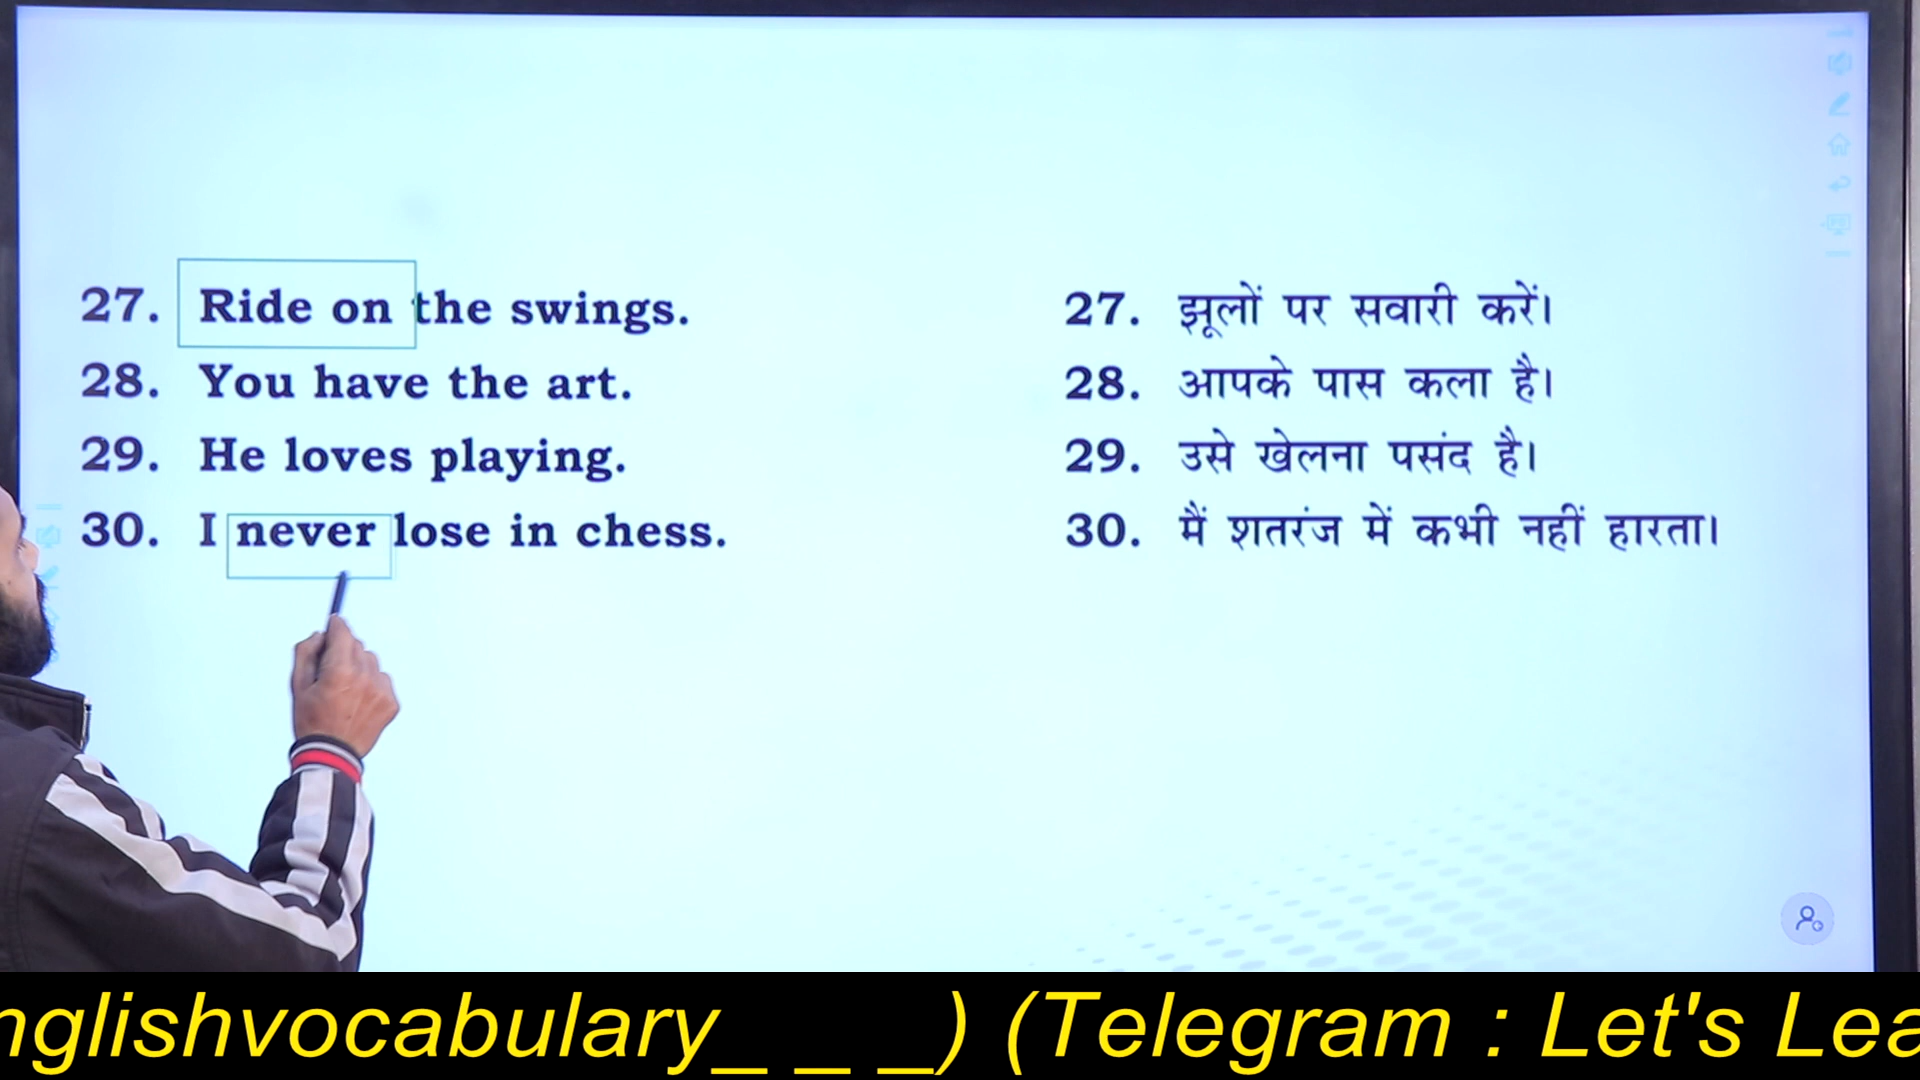 27. Ride on the swings.
28. You have the art.
29. He loves playing.
30. I never lose in chess.
27. झूलों पर सवारी करें।
28. आपके पास कला है।
29. उसे खेलना पसंद है।
30. मैं शतरंज में कभी नहीं हारता।
nglishvocabulary_ _ _) (Telegram : Let's Lea